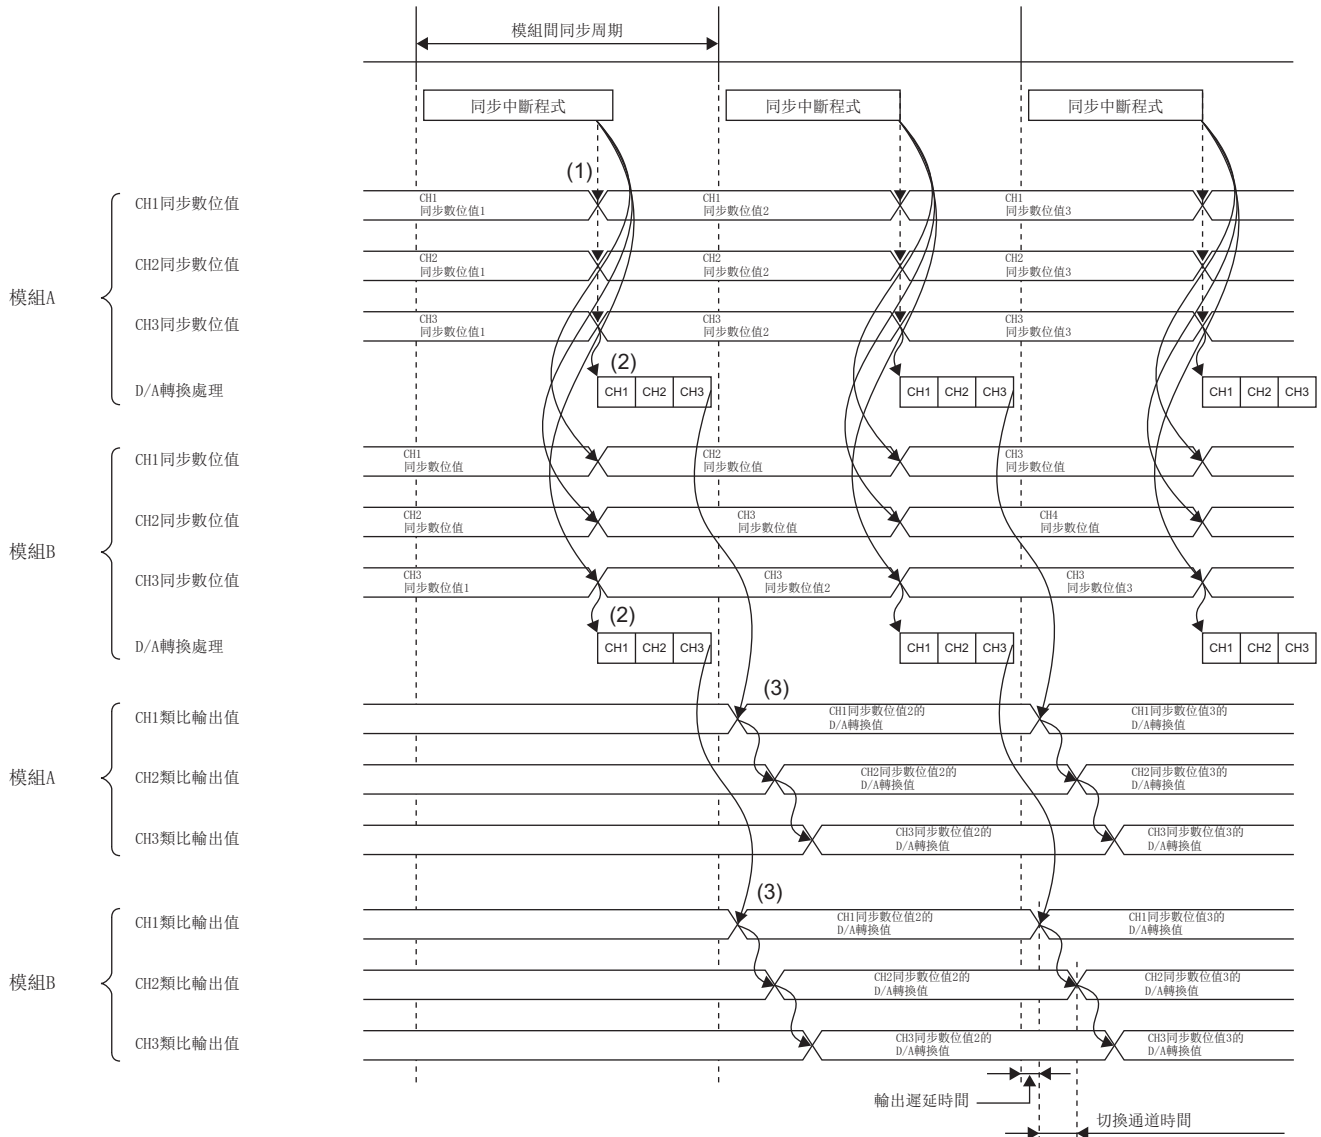 模組間同步周期
同步中斷程式 同步中斷程式 同步中斷程式
(1)
模組A
CH1同步數位值
CH1
同步數位值1
CH1
同步數位值2
CH1
同步數位值3
CH2同步數位值
CH2
同步數位值1
CH2
同步數位值2
CH2
同步數位值3
CH3同步數位值
CH3
同步數位值1
CH3
同步數位值2
CH3
同步數位值3
(2)
D/A轉換處理
CH1 CH2 CH3 CH1 CH2 CH3 CH1 CH2 CH3
模組B
CH1同步數位值
CH1
同步數位值
CH2
同步數位值
CH3
同步數位值
CH2同步數位值
CH2
同步數位值
CH3
同步數位值
CH4
同步數位值
CH3同步數位值
CH3
同步數位值1
CH3
同步數位值2
CH3
同步數位值3
(2)
D/A轉換處理
CH1 CH2 CH3 CH1 CH2 CH3 CH1 CH2 CH3
(3)
模組A
CH1類比輸出值
CH1同步數位值2的
D/A轉換值
CH1同步數位值3的
D/A轉換值
CH2類比輸出值
CH2同步數位值2的
D/A轉換值
CH2同步數位值3的
D/A轉換值
CH3類比輸出值
CH3同步數位值2的
D/A轉換值
CH3同步數位值3的
D/A轉換值
(3)
模組B
CH1類比輸出值
CH1同步數位值2的
D/A轉換值
CH1同步數位值3的
D/A轉換值
CH2類比輸出值
CH2同步數位值2的
D/A轉換值
CH2同步數位值3的
D/A轉換值
CH3類比輸出值
CH3同步數位值2的
D/A轉換值
CH3同步數位值3的
D/A轉換值
輸出遲延時間
切換通道時間